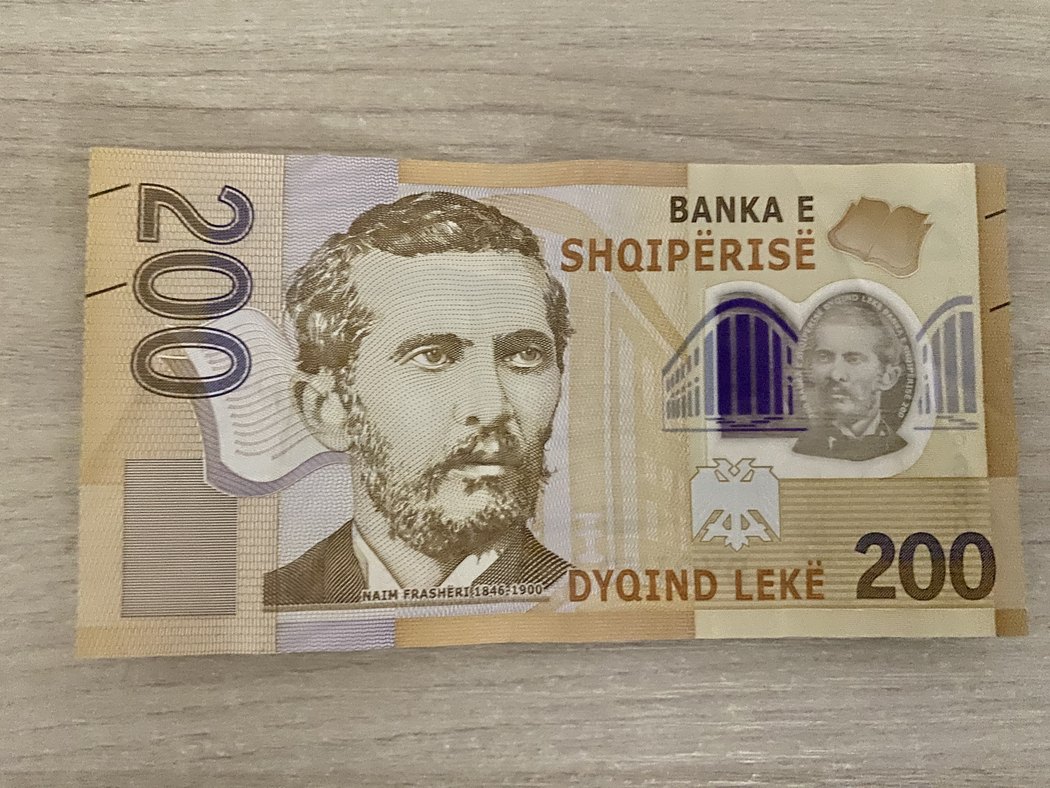 200
BANKA E
SHQIPËRISË
NAIM FRASHËRI 1846-1900
DYQIND LEKË
200